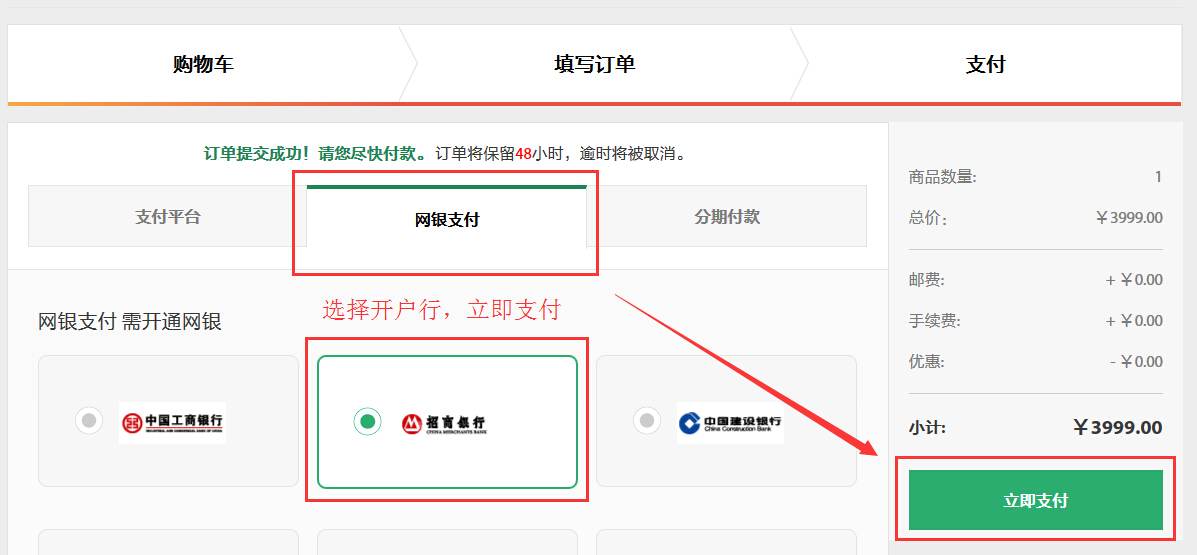 购物车
填写订单
支付
订单提交成功！请您尽快付款。订单将保留48小时，逾时将被取消。
支付平台
网银支付
分期付款
选择开户行，立即支付
网银支付 需开通网银
中国工商银行
INDUSTRIAL AND COMMERCIAL BANK OF CHINA
招商银行
CHINA MERCHANTS BANK
中国建设银行
China Construction Bank
商品数量: 1
总价: ￥3999.00
邮费: + ￥0.00
手续费: + ￥0.00
优惠: - ￥0.00
小计: ￥3999.00
立即支付